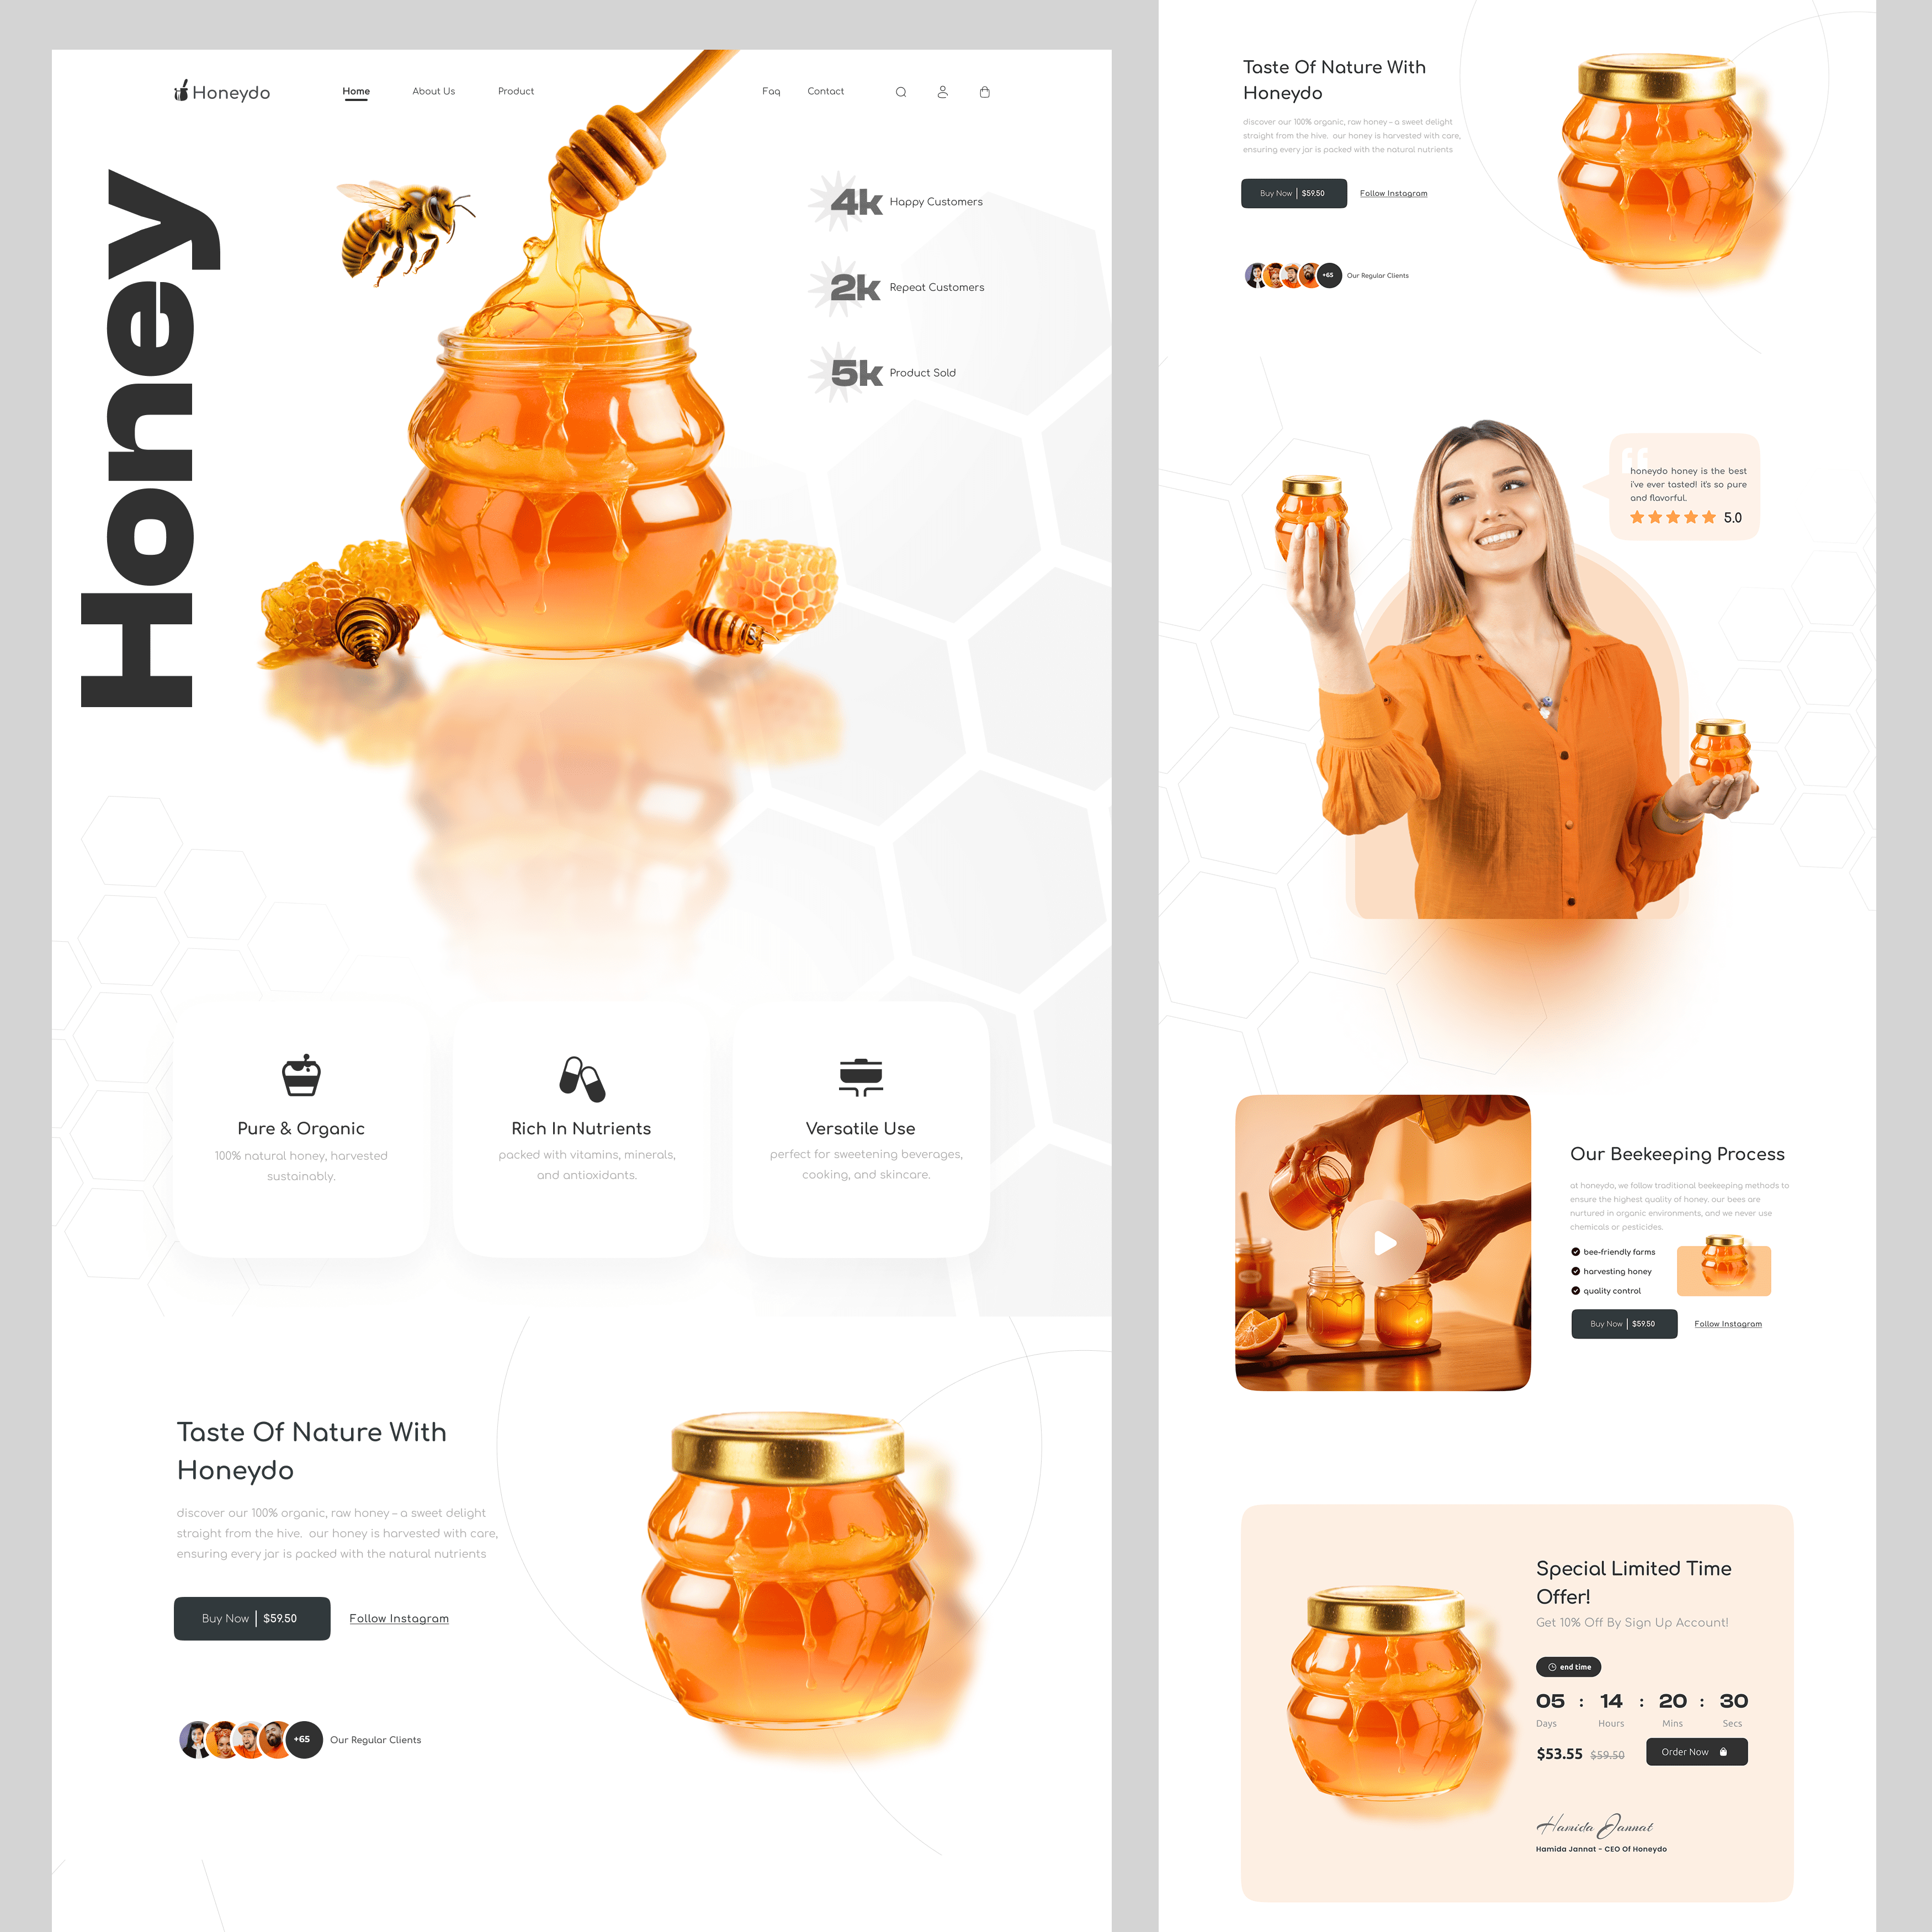 Honeydo
Home
About Us
Product
Faq
Contact
Honey
4k Happy Customers
2k Repeat Customers
5k Product Sold
Pure & Organic
100% natural honey, harvested
sustainably.
Rich In Nutrients
packed with vitamins, minerals,
and antioxidants.
Versatile Use
perfect for sweetening beverages,
cooking, and skincare.
Taste Of Nature With
Honeydo
discover our 100% organic, raw honey – a sweet delight
straight from the hive. our honey is harvested with care,
ensuring every jar is packed with the natural nutrients
Buy Now | $59.50
Follow Instagram
+65
Our Regular Clients
Taste Of Nature With
Honeydo
discover our 100% organic, raw honey – a sweet delight
straight from the hive. our honey is harvested with care,
ensuring every jar is packed with the natural nutrients
Buy Now | $59.50
Follow Instagram
+65
Our Regular Clients
honeydo honey is the best
i've ever tasted! it's so pure
and flavorful.
5.0
Our Beekeeping Process
at honeydo, we follow traditional beekeeping methods to
ensure the highest quality of honey. our bees are
nurtured in organic environments, and we never use
chemicals or pesticides.
bee-friendly farms
harvesting honey
quality control
Buy Now | $59.50
Follow Instagram
Special Limited Time
Offer!
Get 10% Off By Sign Up Account!
end time
05 : 14 : 20 : 30
Days Hours Mins Secs
$53.55 $59.50
Order Now
Hamida Jannat
Hamida Jannat - CEO Of Honeydo